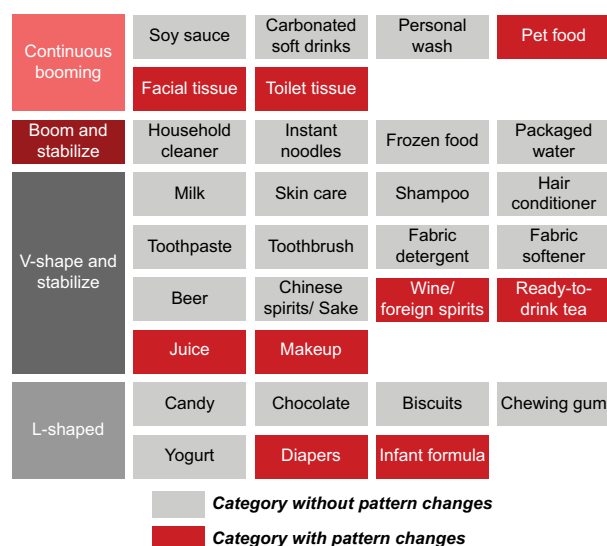 Continuous
booming
Soy sauce
Carbonated
soft drinks
Personal
wash
Pet food
Facial tissue
Toilet tissue
Boom and
stabilize
Household
cleaner
Instant
noodles
Frozen food
Packaged
water
V-shape and
stabilize
Milk
Skin care
Shampoo
Hair
conditioner
Toothpaste
Toothbrush
Fabric
detergent
Fabric
softener
Beer
Chinese
spirits/ Sake
Wine/
foreign spirits
Ready-to-
drink tea
Juice
Makeup
L-shaped
Candy
Chocolate
Biscuits
Chewing gum
Yogurt
Diapers
Infant formula
Category without pattern changes
Category with pattern changes